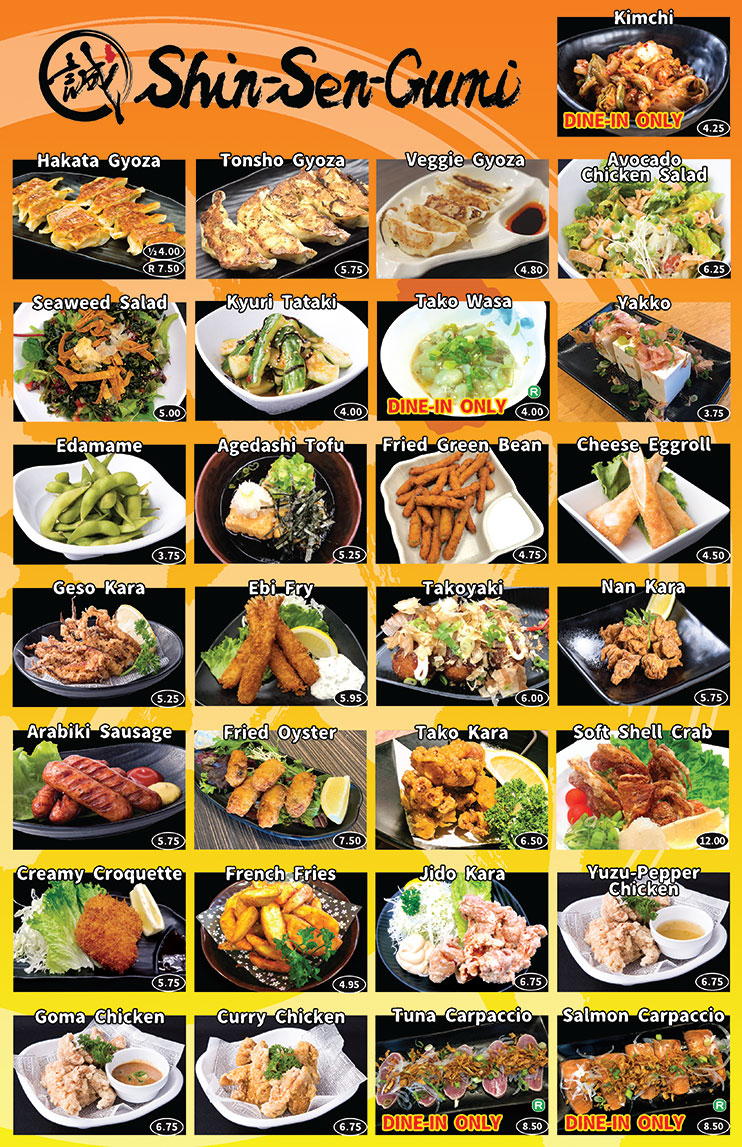 誠 Shin-Sen-Gumi
Kimchi
DINE-IN ONLY
4.25
Hakata Gyoza
½ 4.00
R 7.50
Tonsho Gyoza
5.75
Veggie Gyoza
4.80
Avocado
Chicken Salad
6.25
Seaweed Salad
5.00
Kyuri Tataki
4.00
Tako Wasa
R
DINE-IN ONLY
4.00
Yakko
3.75
Edamame
3.75
Agedashi Tofu
5.25
Fried Green Bean
4.75
Cheese Eggroll
4.50
Geso Kara
5.25
Ebi Fry
5.95
Takoyaki
6.00
Nan Kara
5.75
Arabiki Sausage
5.75
Fried Oyster
7.50
Tako Kara
6.50
Soft Shell Crab
12.00
Creamy Croquette
5.75
French Fries
4.95
Jido Kara
6.75
Yuzu-Pepper
Chicken
6.75
Goma Chicken
6.75
Curry Chicken
6.75
Tuna Carpaccio
R
DINE-IN ONLY
8.50
Salmon Carpaccio
R
DINE-IN ONLY
8.50